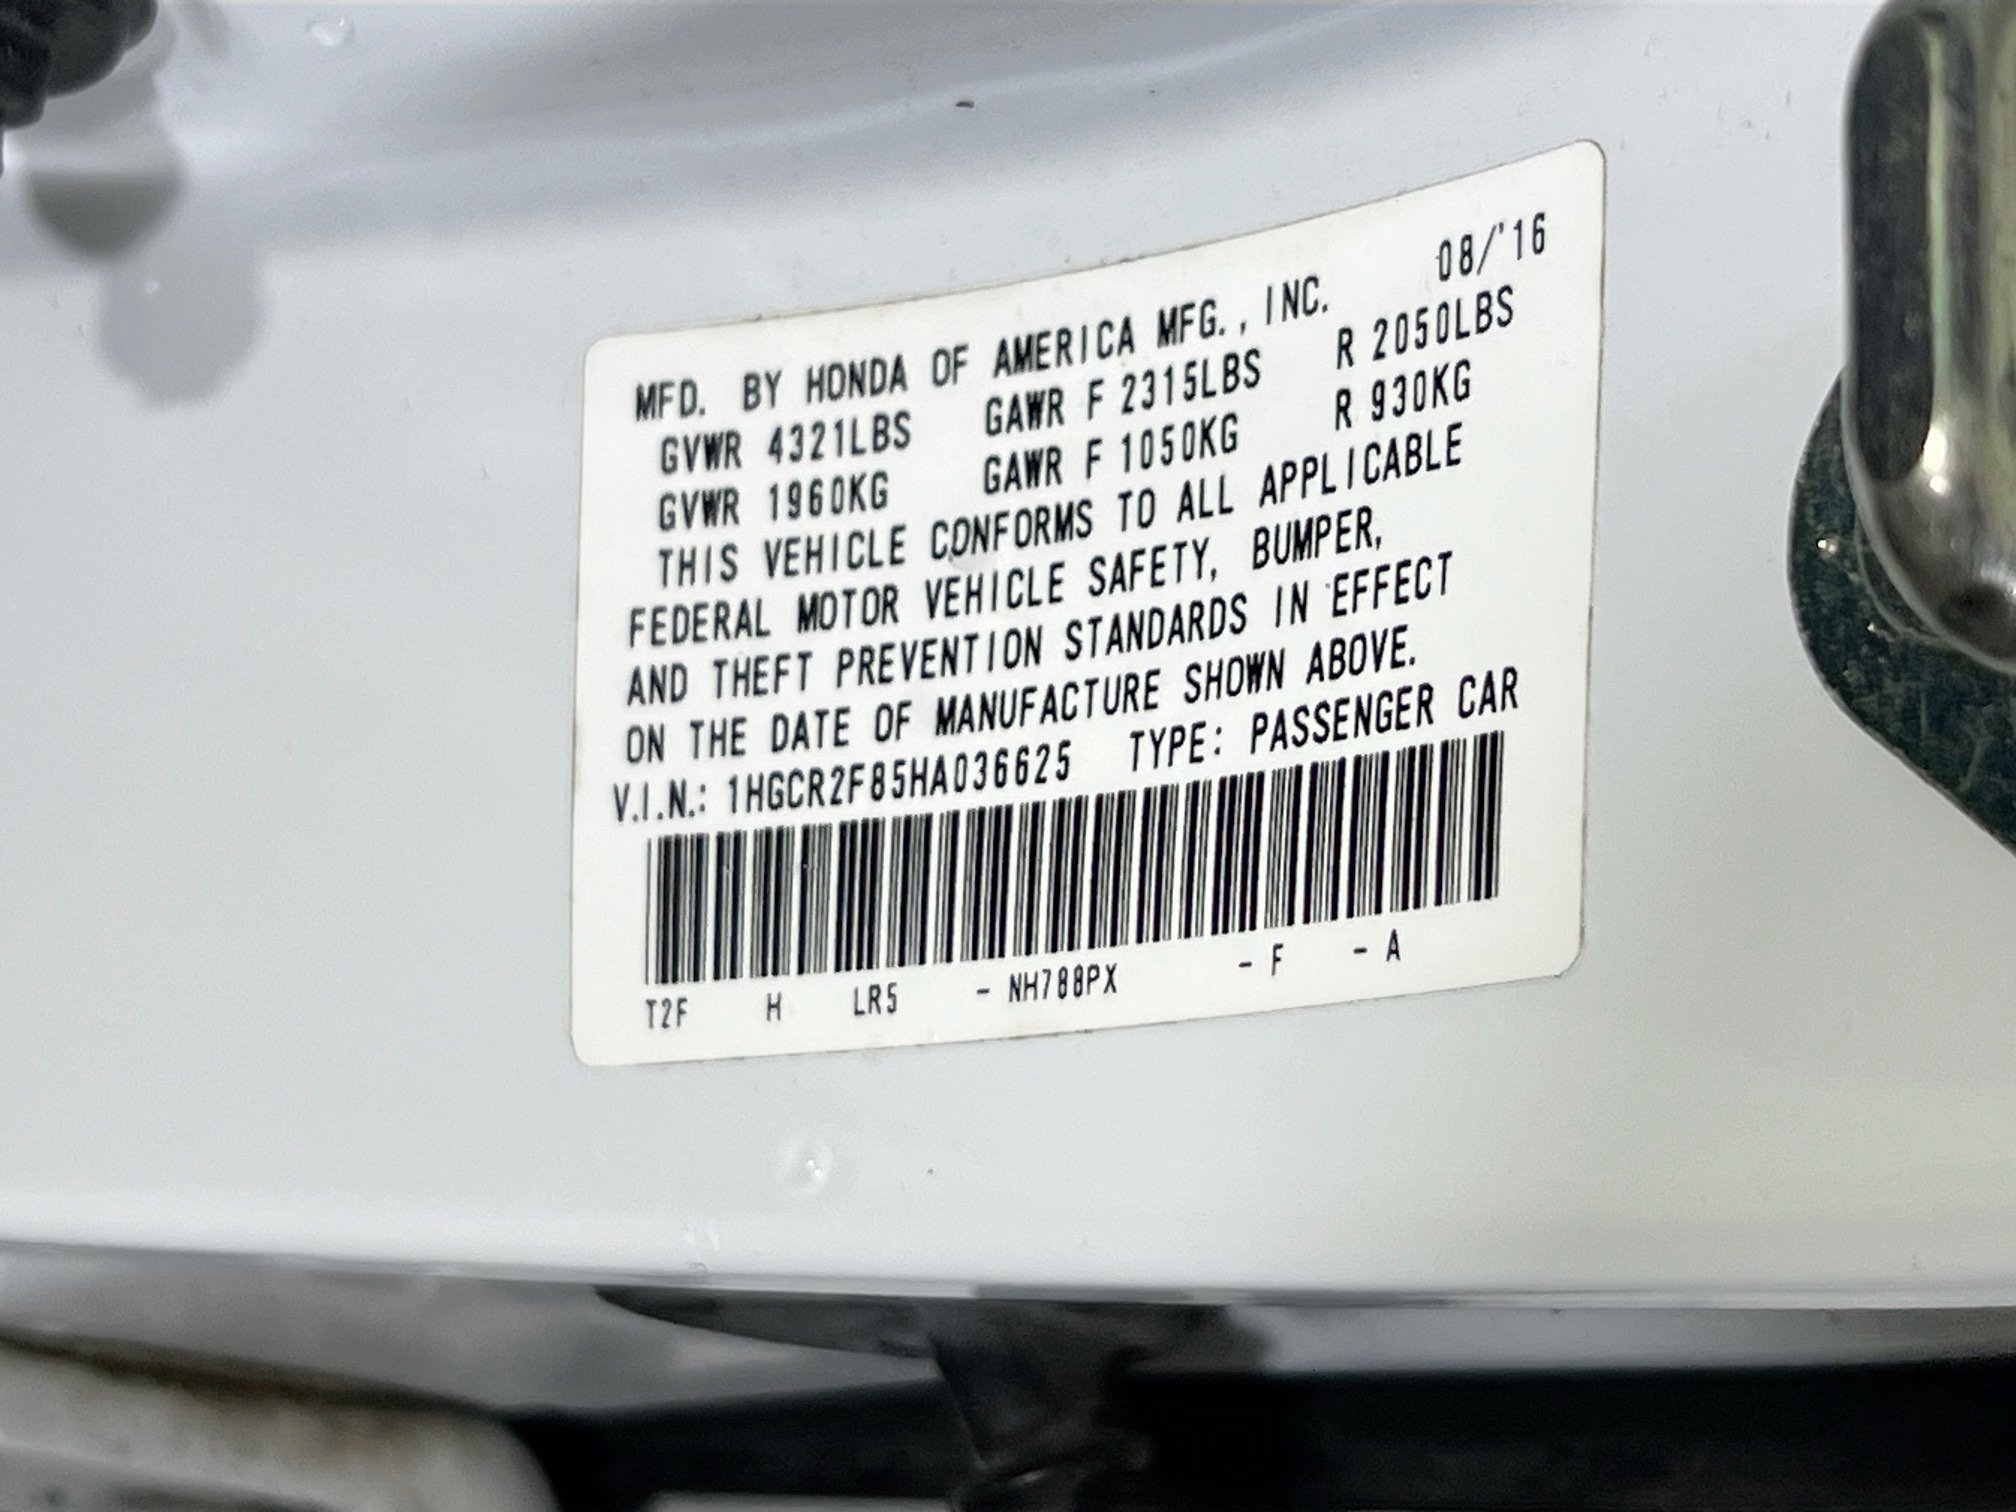 08/'16
MFD. BY HONDA OF AMERICA MFG., INC.
GVWR 4321LBS GAWR F 2315LBS R 2050LBS
GVWR 1960KG GAWR F 1050KG R 930KG
THIS VEHICLE CONFORMS TO ALL APPLICABLE
FEDERAL MOTOR VEHICLE SAFETY, BUMPER,
AND THEFT PREVENTION STANDARDS IN EFFECT
ON THE DATE OF MANUFACTURE SHOWN ABOVE.
V.I.N.: 1HGCR2F85HA036625 TYPE: PASSENGER CAR
T2F H LR5 - NH788PX - F - A